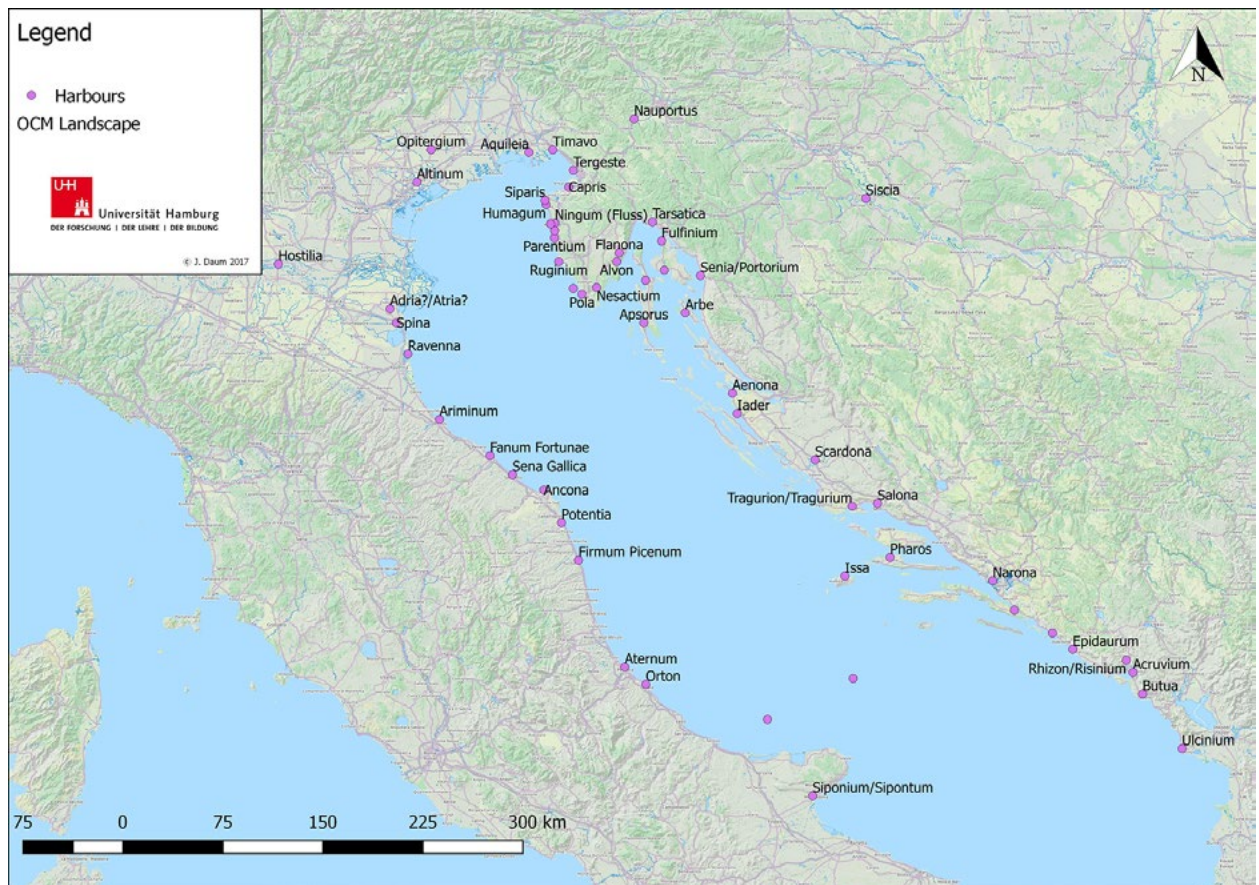 Legend
Harbours
OCM Landscape
UHH
Universität Hamburg
DER FORSCHUNG | DER LEHRE | DER BILDUNG
© J. Daum 2017
N
Nauportus
Opitergium
Aquileia
Timavo
Tergeste
Altinum
Capris
Siparis
Siscia
Humagum
Ningum (Fluss)
Tarsatica
Fulfinium
Parentium
Flanona
Hostilia
Ruginium
Alvon
Senia/Portorium
Pola
Nesactium
Adria?/Atria?
Arbe
Apsorus
Spina
Ravenna
Aenona
Iader
Ariminum
Fanum Fortunae
Scardona
Sena Gallica
Ancona
Tragurion/Tragurium
Salona
Potentia
Firmum Picenum
Pharos
Issa
Narona
Epidaurum
Aternum
Rhizon/Risinium
Acruvium
Orton
Butua
Ulcinium
Siponium/Sipontum
75
0
75
150
225
300 km